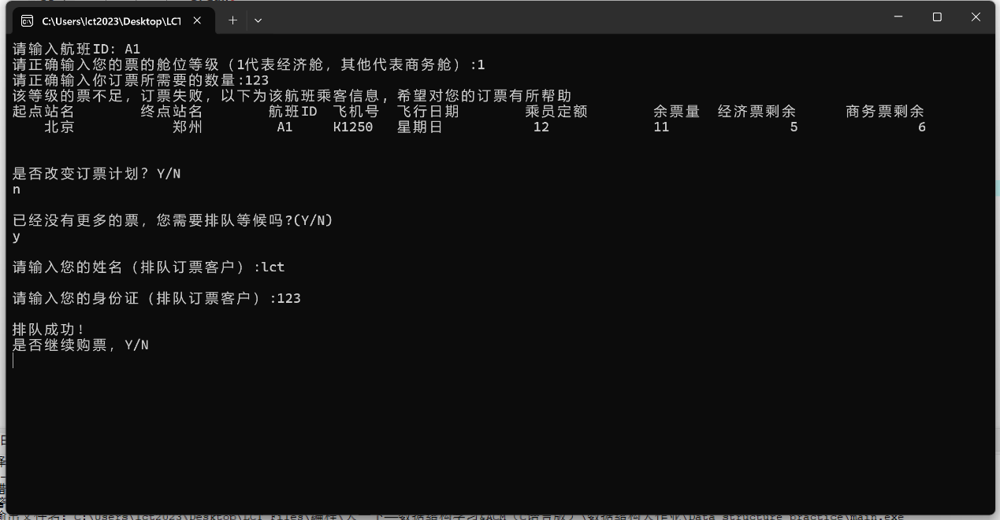 C:\Users\lct2023\Desktop\LCT
请输入航班ID: A1
请正确输入您的票的舱位等级（1代表经济舱，其他代表商务舱）:1
请正确输入你订票所需要的数量:123
该等级的票不足，订票失败，以下为该航班乘客信息，希望对您的订票有所帮助
起点站名 终点站名 航班ID 飞机号 飞行日期 乘员定额 余票量 经济票剩余 商务票剩余
北京 郑州 A1 K1250 星期日 12 11 5 6
是否改变订票计划? Y/N
n
已经没有更多的票，您需要排队等候吗?(Y/N)
y
请输入您的姓名（排队订票客户）:lct
请输入您的身份证（排队订票客户）:123
排队成功!
是否继续购票，Y/N